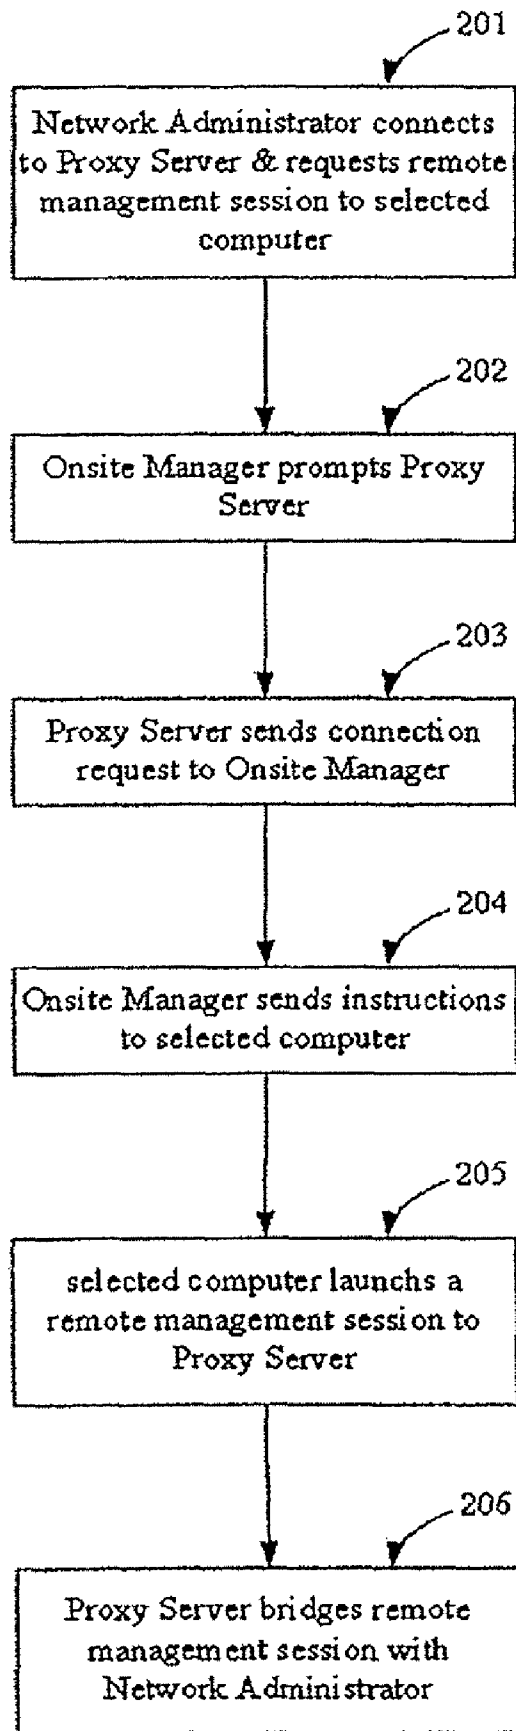 201
Network Administrator connects
to Proxy Server & requests remote
management session to selected
computer
202
Onsite Manager prompts Proxy
Server
203
Proxy Server sends connection
request to Onsite Manager
204
Onsite Manager sends instructions
to selected computer
205
selected computer launchs a
remote management session to
Proxy Server
206
Proxy Server bridges remote
management session with
Network Administrator